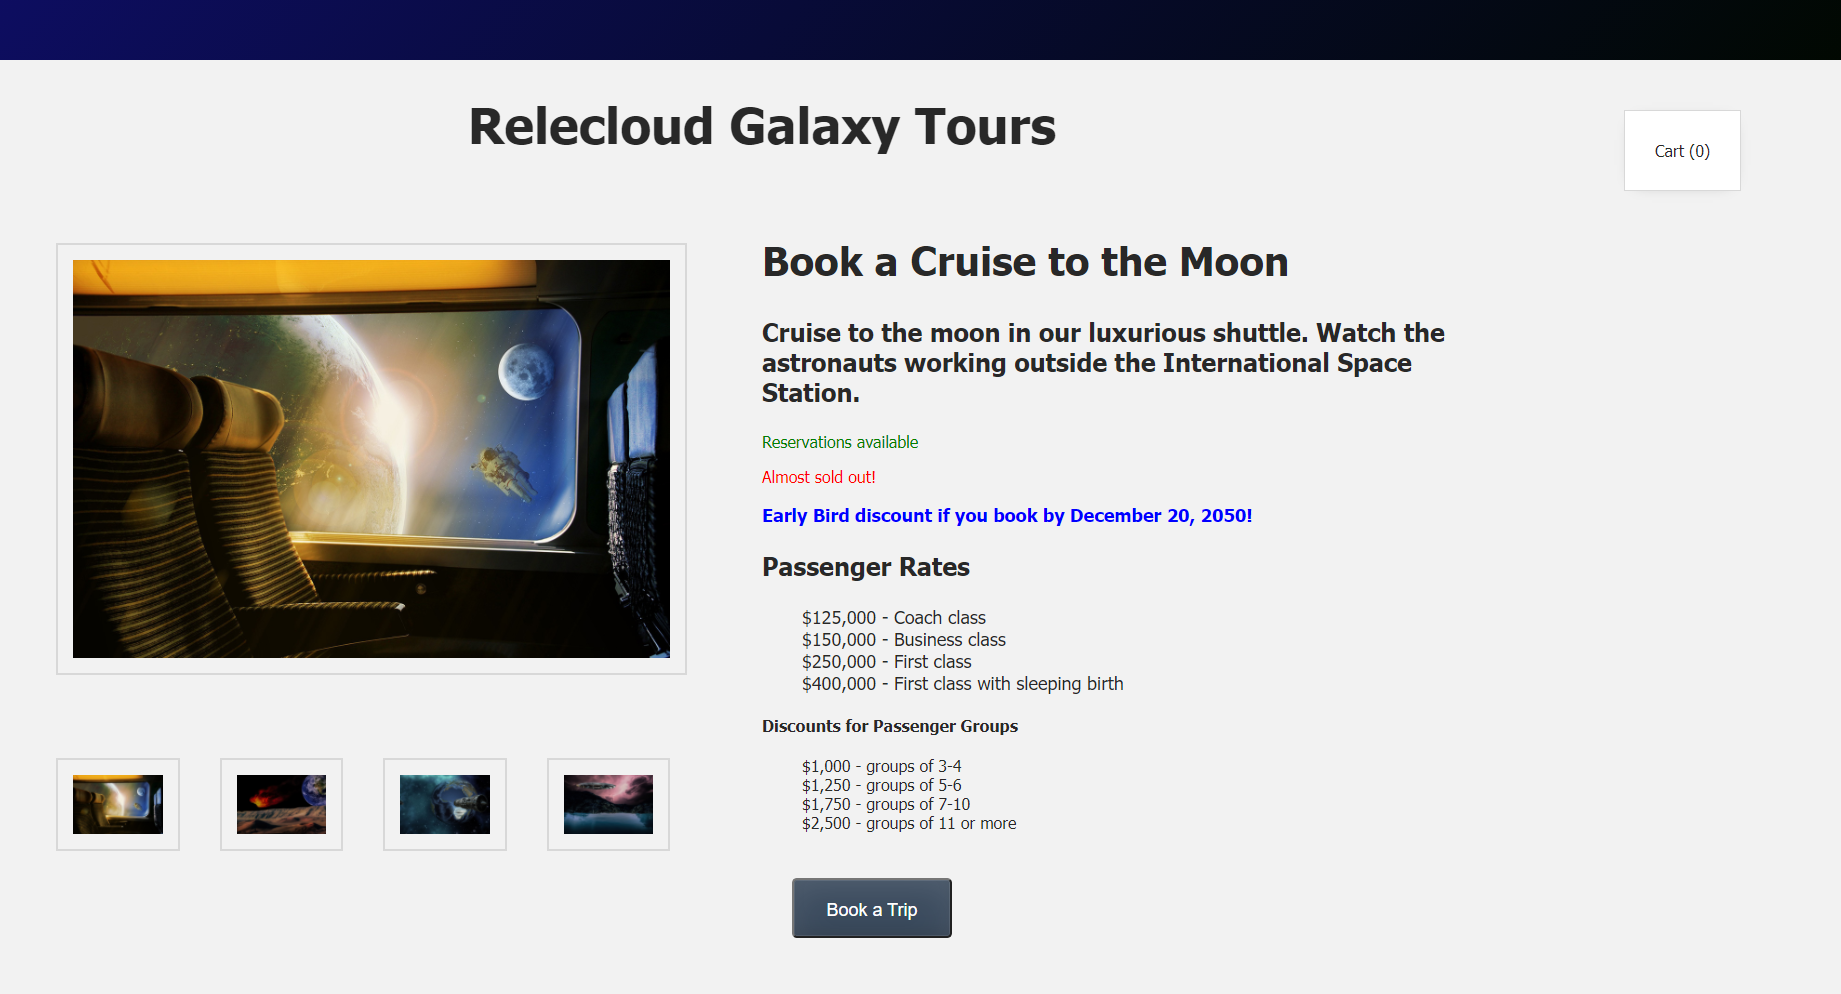 Relecloud Galaxy Tours
Cart (0)
Book a Cruise to the Moon
Cruise to the moon in our luxurious shuttle. Watch the
astronauts working outside the International Space
Station.
Reservations available
Almost sold out!
Early Bird discount if you book by December 20, 2050!
Passenger Rates
$125,000 - Coach class
$150,000 - Business class
$250,000 - First class
$400,000 - First class with sleeping birth
Discounts for Passenger Groups
$1,000 - groups of 3-4
$1,250 - groups of 5-6
$1,750 - groups of 7-10
$2,500 - groups of 11 or more
Book a Trip